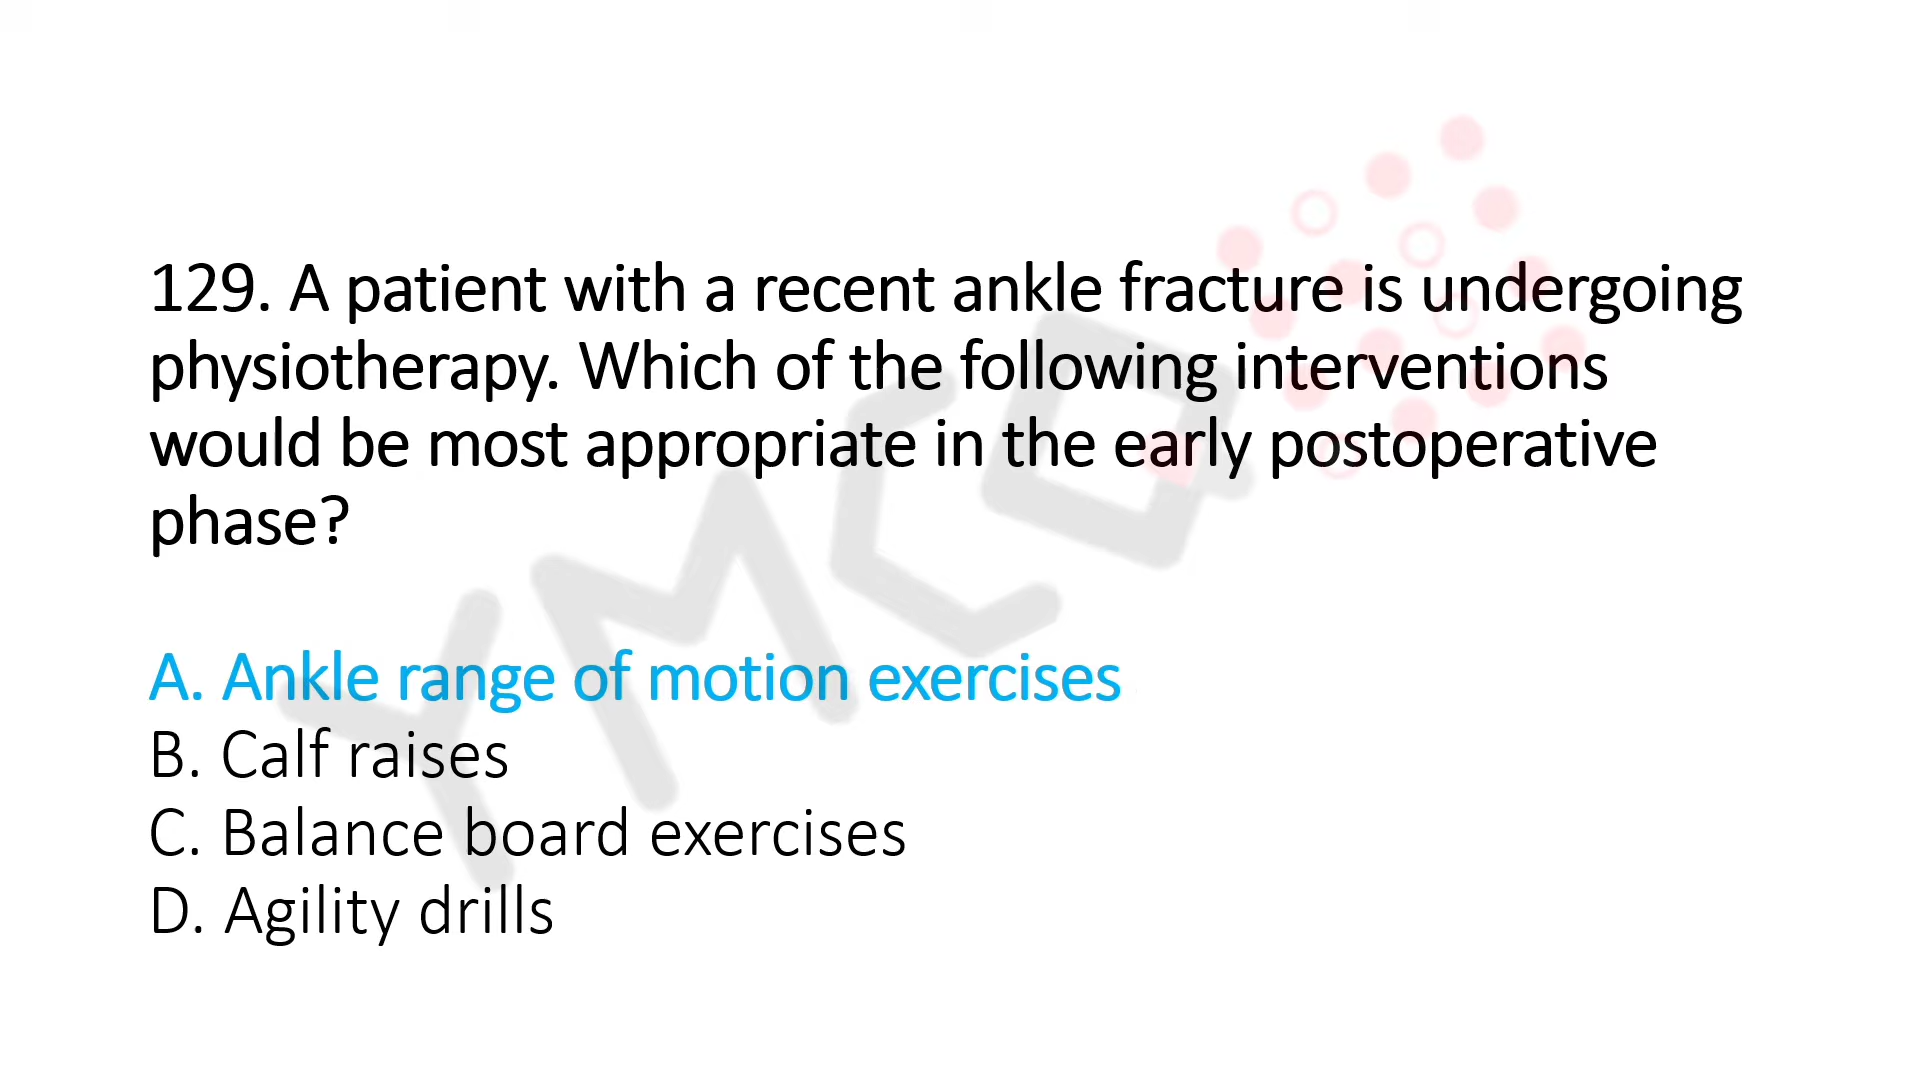 129. A patient with a recent ankle fracture is undergoing
physiotherapy. Which of the following interventions
would be most appropriate in the early postoperative
phase?
A. Ankle range of motion exercises
B. Calf raises
C. Balance board exercises
D. Agility drills
YMCQ